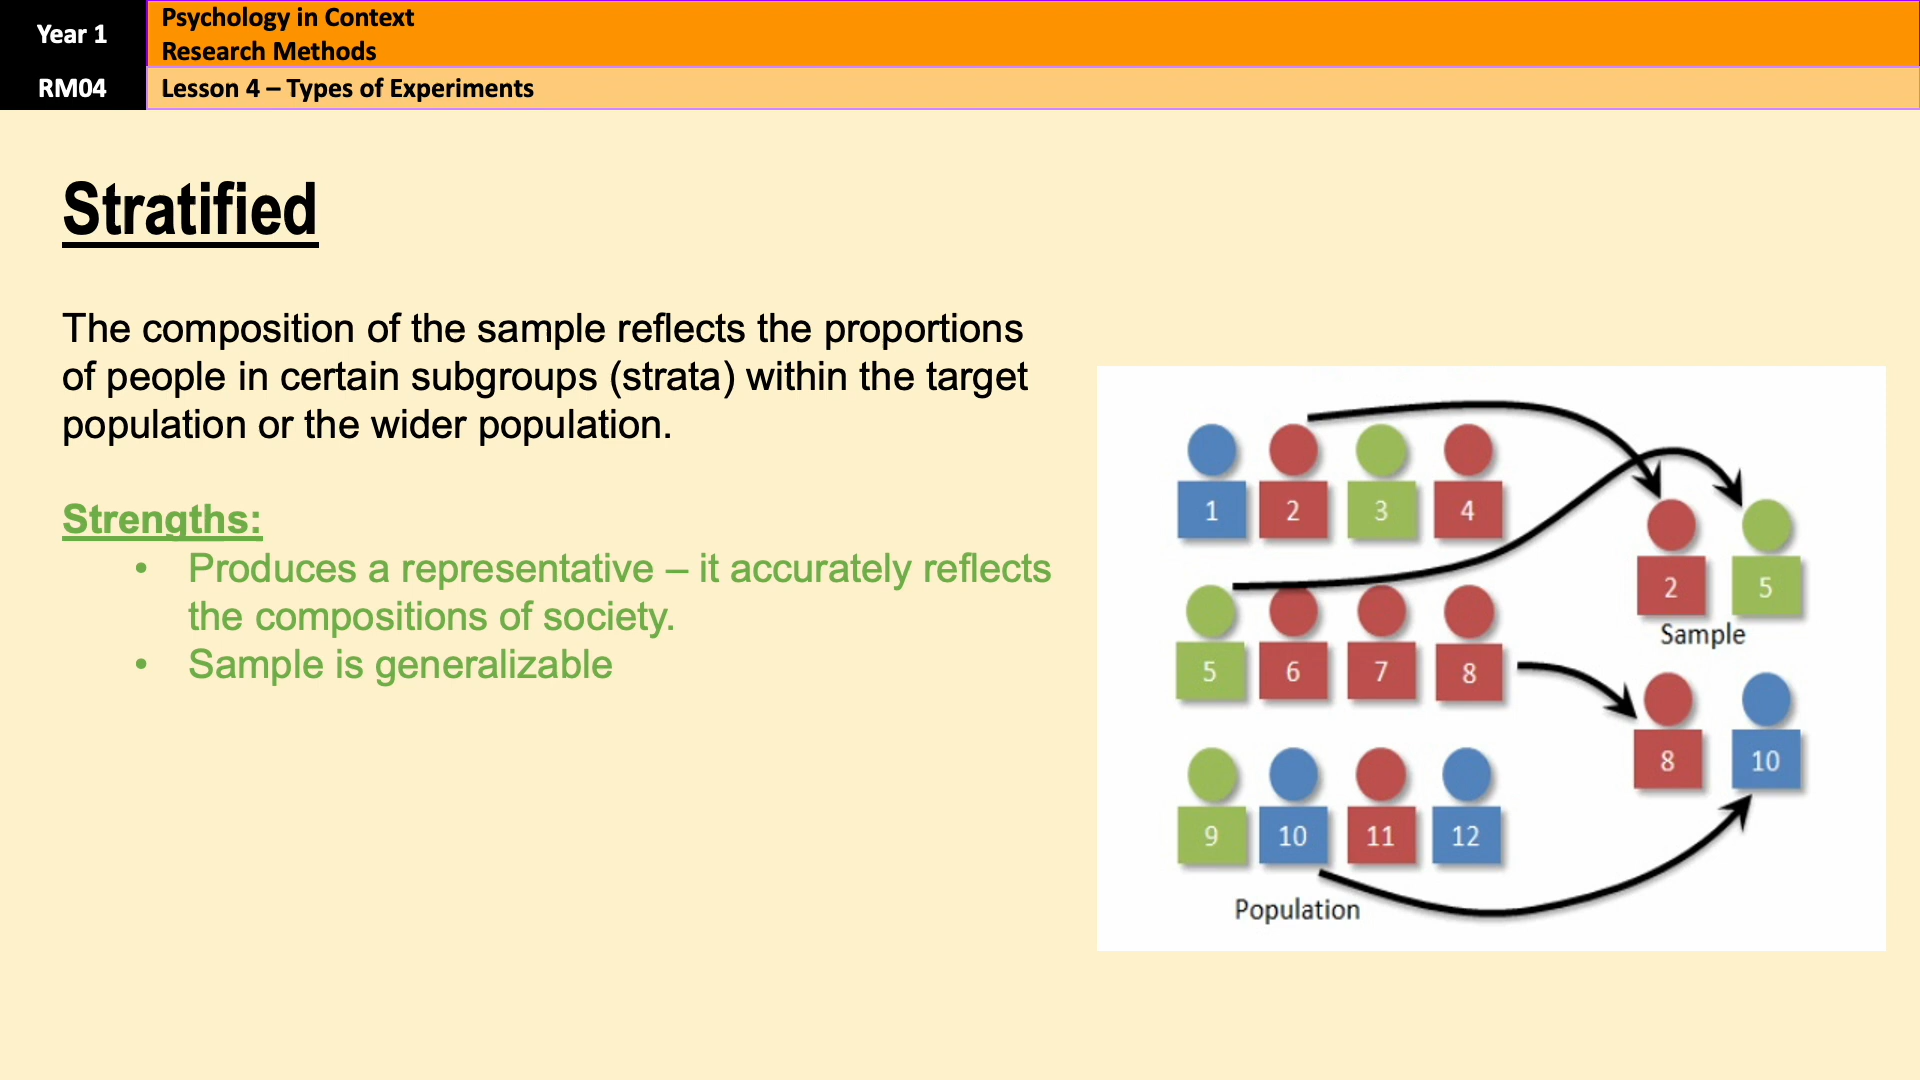 Year 1
Psychology in Context
Research Methods
RM04
Lesson 4 – Types of Experiments
Stratified
The composition of the sample reflects the proportions
of people in certain subgroups (strata) within the target
population or the wider population.
Strengths:
• Produces a representative – it accurately reflects
the compositions of society.
• Sample is generalizable
1 2 3 4
2 5
Sample
5 6 7 8
8 10
9 10 11 12
Population